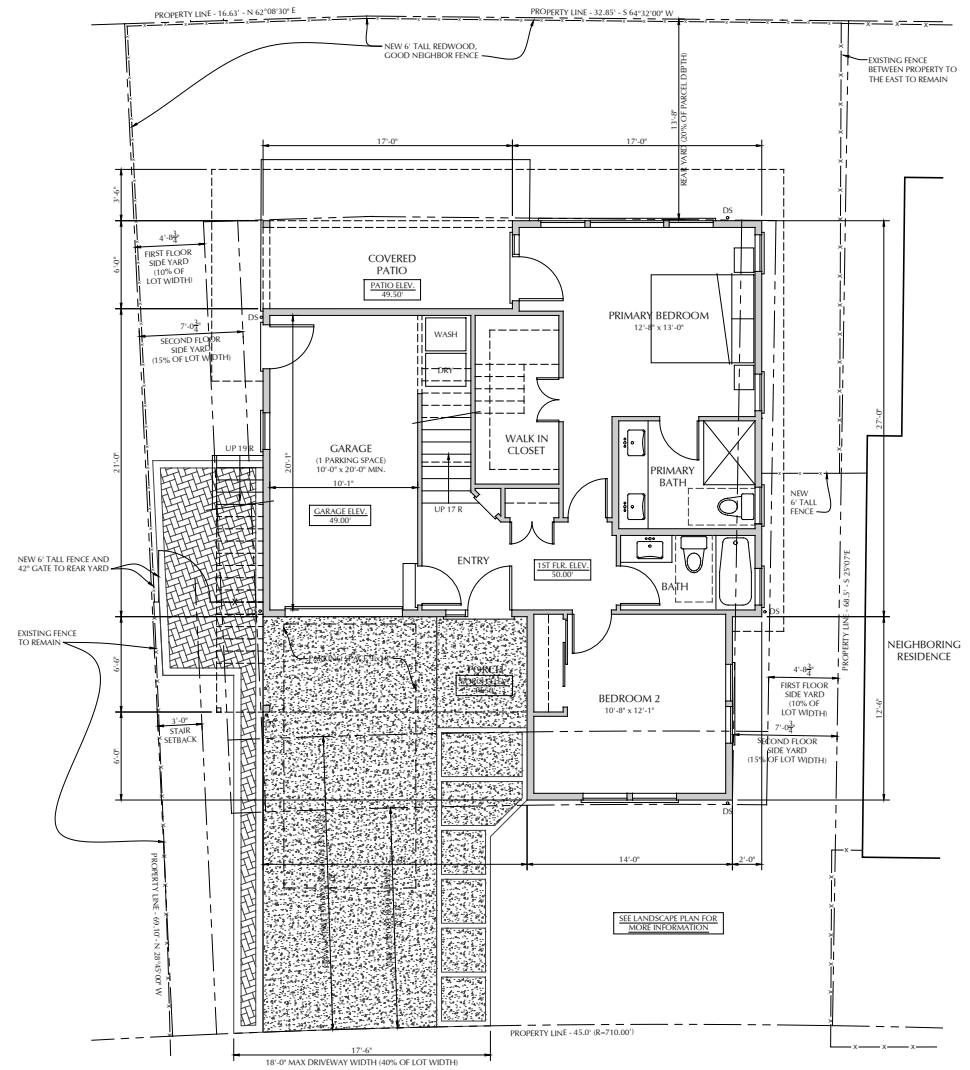 PROPERTY LINE - 16.63' - N 62°08'30" E
PROPERTY LINE - 32.85' - S 64°32'00" W
NEW 6' TALL REDWOOD,
GOOD NEIGHBOR FENCE
EXISTING FENCE
BETWEEN PROPERTY TO
THE EAST TO REMAIN
13'-8"
REAR YARD (20% OF PARCEL DEPTH)
17'-0"
17'-0"
3'-6"
DS
4'-8 3/4"
FIRST FLOOR
SIDE YARD
(10% OF
LOT WIDTH)
6'-0"
COVERED
PATIO
PATIO ELEV.
49.50'
DS
7'-0 3/4"
SECOND FLOOR
SIDE YARD
(15% OF LOT WIDTH)
WASH
DRY
PRIMARY BEDROOM
12'-8" x 13'-0"
27'-0"
21'-0"
UP 19 R
20'-1"
GARAGE
(1 PARKING SPACE)
10'-0" x 20'-0" MIN.
10'-1"
GARAGE ELEV.
49.00'
WALK IN
CLOSET
UP 17 R
PRIMARY
BATH
NEW
6' TALL
FENCE
NEW 6' TALL FENCE AND
42" GATE TO REAR YARD
ENTRY
1ST FLR. ELEV.
50.00'
BATH
PROPERTY LINE - 68.5' - S 25°07'E
DS
EXISTING FENCE
TO REMAIN
6'-6"
PORCH
NEIGHBORING
RESIDENCE
BEDROOM 2
10'-8" x 12'-1"
4'-8 3/4"
FIRST FLOOR
SIDE YARD
(10% OF
LOT WIDTH)
12'-6"
3'-0"
STAIR
SETBACK
7'-0 3/4"
SECOND FLOOR
SIDE YARD
(15% OF LOT WIDTH)
6'-0"
DS
14'-0"
2'-0"
PROPERTY LINE - 69.10' - N 28°45'00" W
SEE LANDSCAPE PLAN FOR
MORE INFORMATION
PROPERTY LINE - 45.0' (R=710.00')
17'-6"
18'-0" MAX DRIVEWAY WIDTH (40% OF LOT WIDTH)